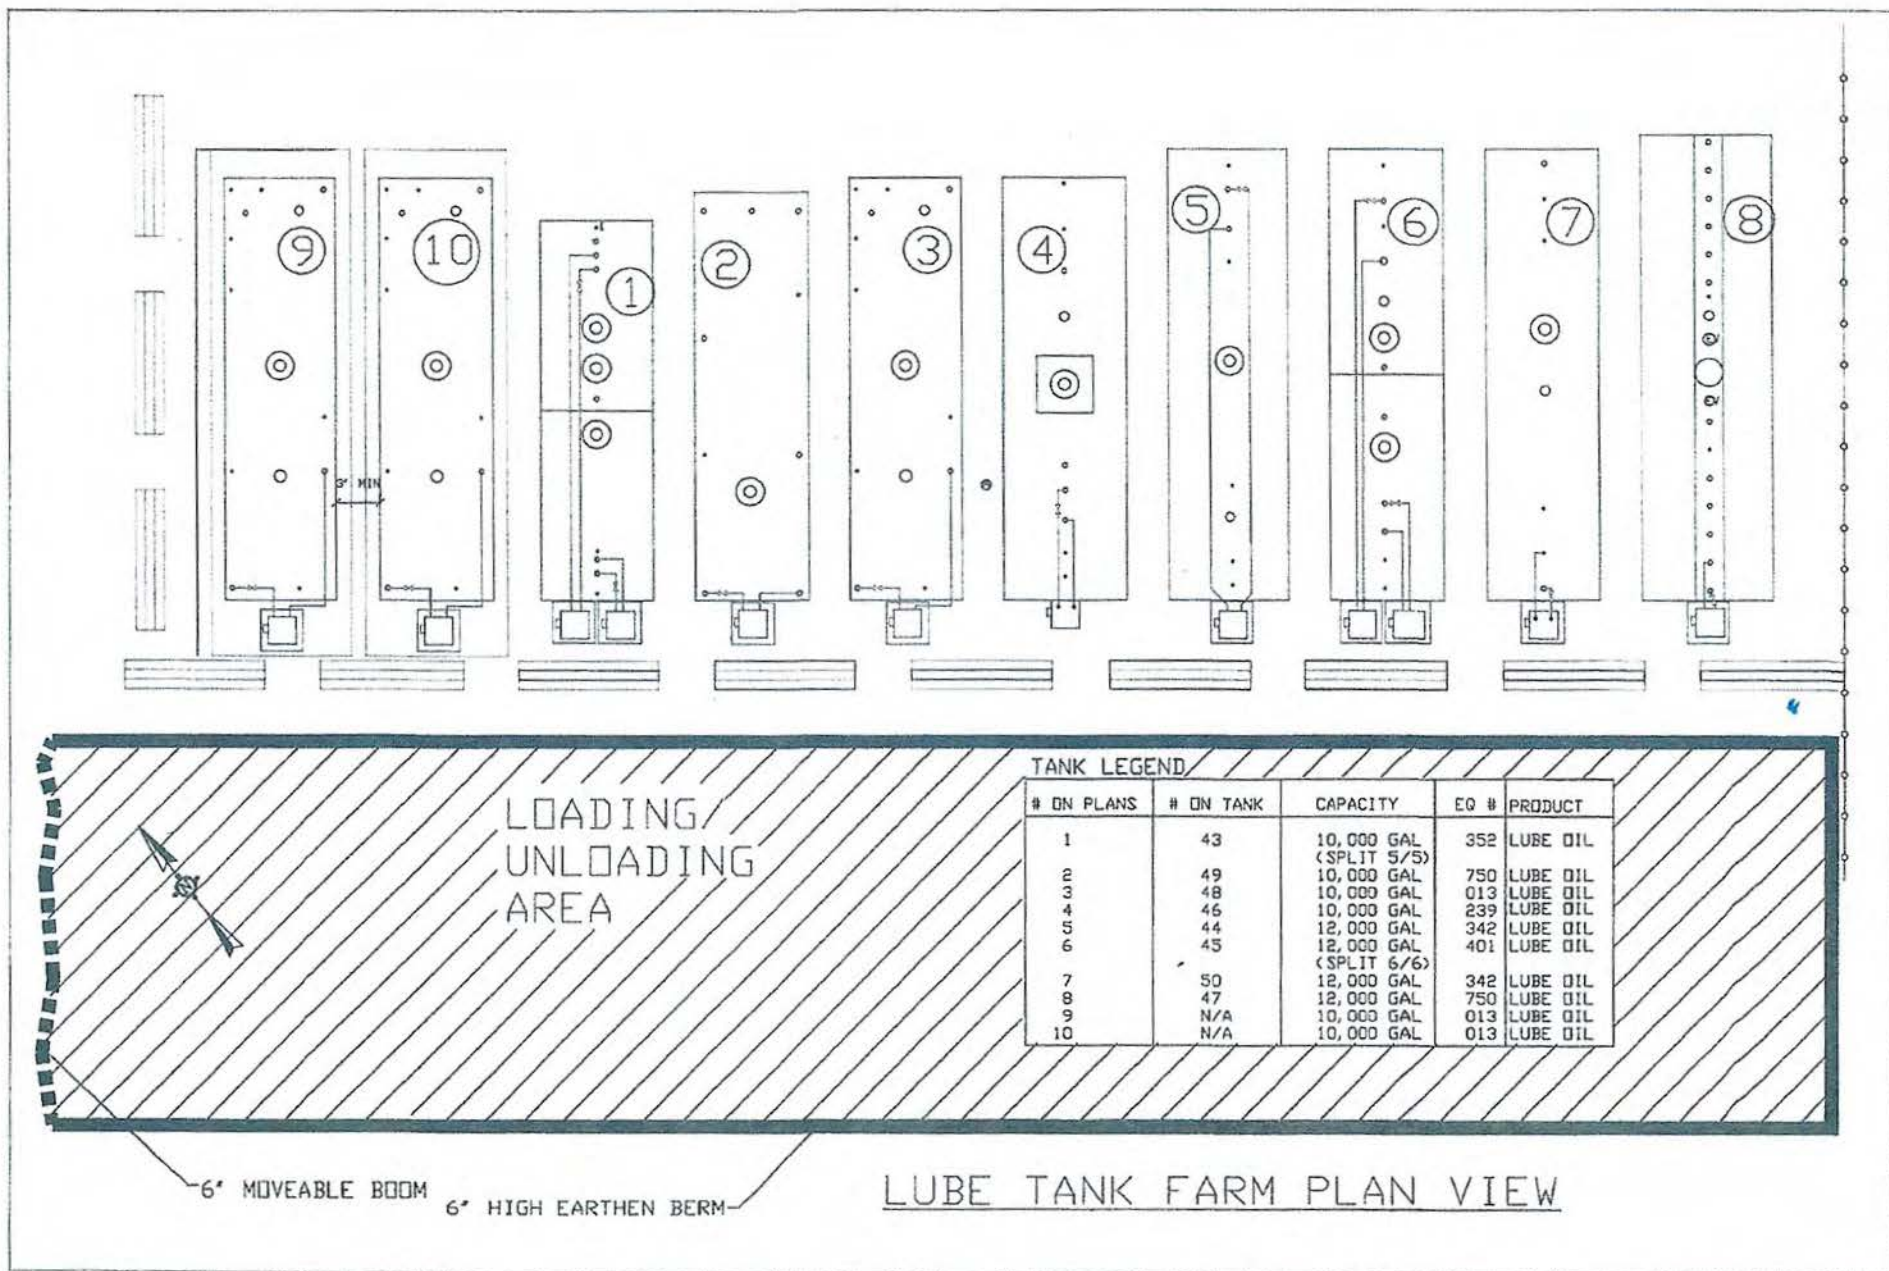 9
10
1
2
3
4
5
6
7
8
3' MIN
LOADING/
UNLOADING
AREA
TANK LEGEND
# ON PLANS # ON TANK CAPACITY EQ # PRODUCT
1 43 10,000 GAL 352 LUBE OIL
(SPLIT 5/5)
2 49 10,000 GAL 750 LUBE OIL
3 48 10,000 GAL 013 LUBE OIL
4 46 10,000 GAL 239 LUBE OIL
5 44 12,000 GAL 342 LUBE OIL
6 45 12,000 GAL 401 LUBE OIL
(SPLIT 6/6)
7 50 12,000 GAL 342 LUBE OIL
8 47 12,000 GAL 750 LUBE OIL
9 N/A 10,000 GAL 013 LUBE OIL
10 N/A 10,000 GAL 013 LUBE OIL
6" MOVEABLE BOOM
6" HIGH EARTHEN BERM
LUBE TANK FARM PLAN VIEW